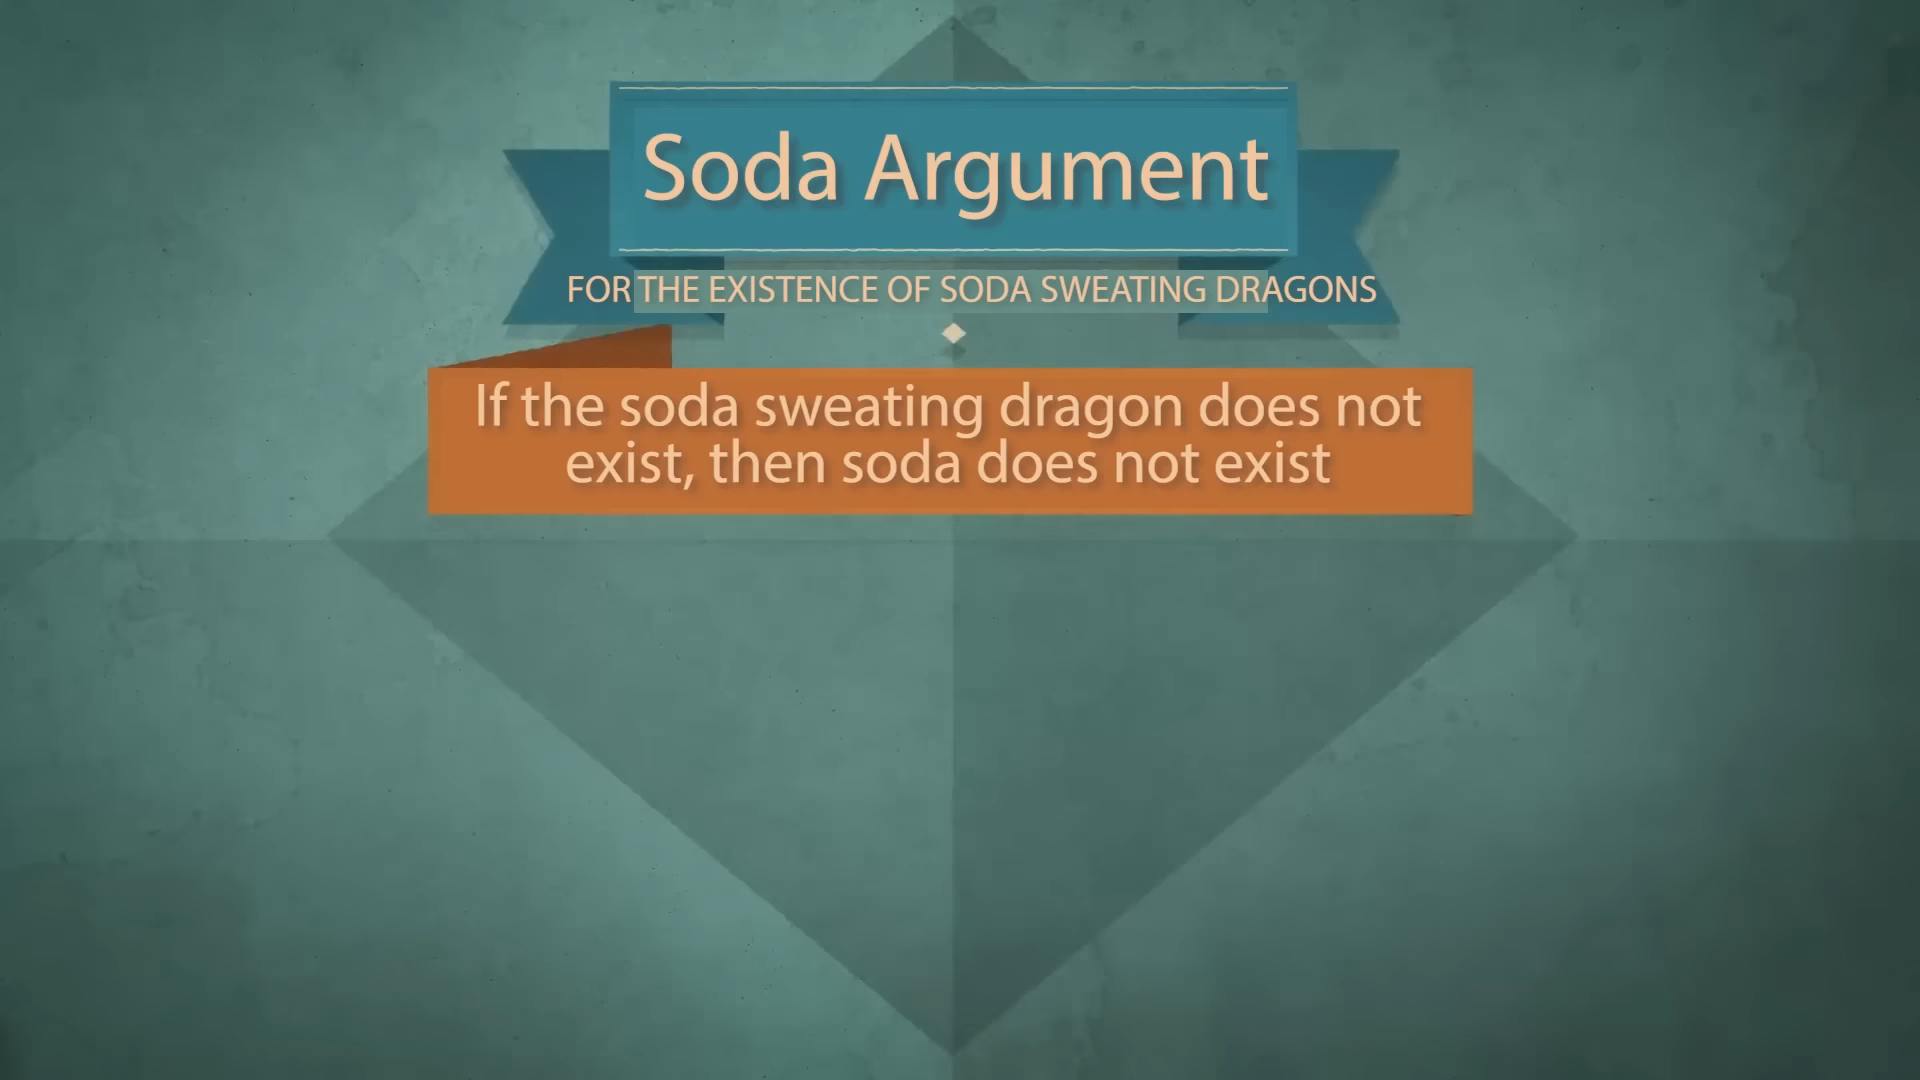 Soda Argument
FOR THE EXISTENCE OF SODA SWEATING DRAGONS
If the soda sweating dragon does not
exist, then soda does not exist